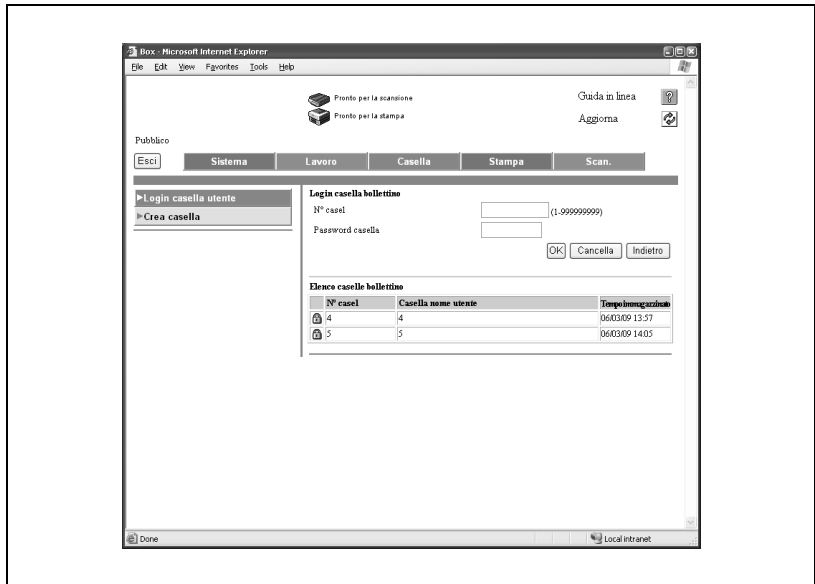 Box - Microsoft Internet Explorer
File Edit View Favorites Tools Help
Pronto per la scansione
Guida in linea ?
Pronto per la stampa
Aggiorna
Pubblico
Esci Sistema Lavoro Casella Stampa Scan.
Login casella utente
Crea casella
Login casella bollettino
N° casel (1-999999999)
Password casella
OK Cancella Indietro
Elenco caselle bollettino
N° casel Casella nome utente Tempo immagazzinato
4 4 06/03/09 13:57
5 5 06/03/09 14:05
Done Local intranet